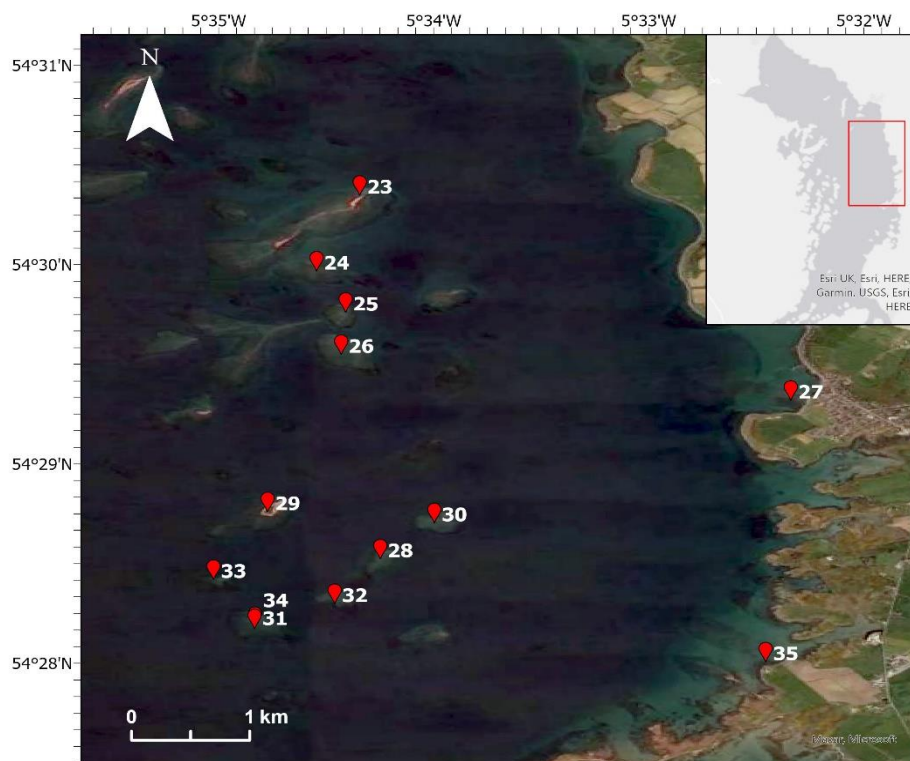 5°35'W 5°34'W 5°33'W 5°32'W
54°31'N
N
23
54°30'N
24
25
26
Esri UK, Esri, HERE,
Garmin, USGS, Esri,
HERE
27
54°29'N
29
30
28
33
32
34
31
54°28'N
35
0 1 km
Maxar, Microsoft